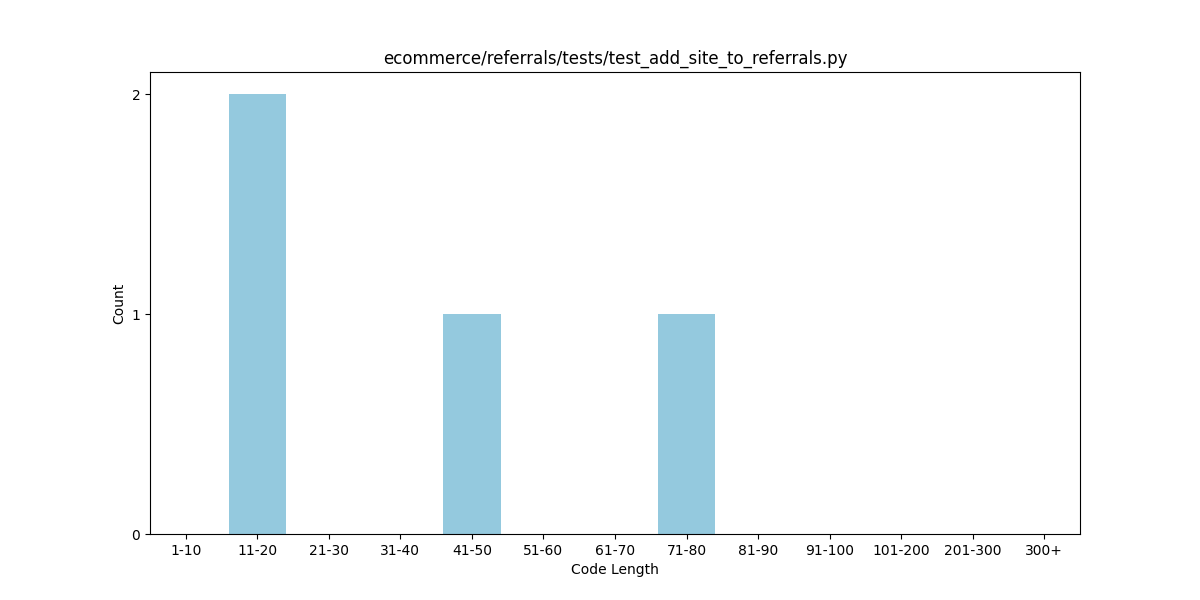 ecommerce/referrals/tests/test_add_site_to_referrals.py
2
1
0
Count
1-10 11-20 21-30 31-40 41-50 51-60 61-70 71-80 81-90 91-100 101-200 201-300 300+
Code Length